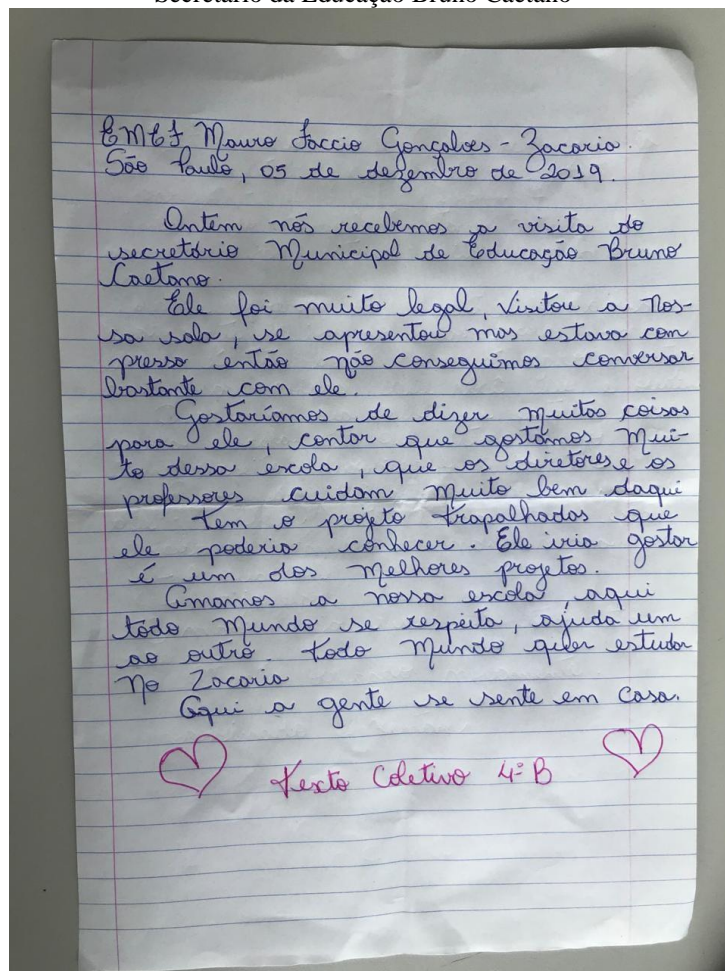 Secretário da Educação Bruno Caetano
EMEF Mauro Faccio Gonçalves - Zacaria.
São Paulo, 05 de dezembro de 2019.
Ontem nós recebemos a visita do
secretário Municipal de Educação Bruno
Caetano.
Ele foi muito legal, visitou a nos-
sa sala, se apresentou mas estava com
pressa então não conseguimos conversar
bastante com ele.
Gostaríamos de dizer muitas coisas
para ele, contar que gostamos mui-
to dessa escola, que os diretores e os
professores cuidam muito bem daqui
tem o projeto trapalhadas que
ele poderia conhecer. Ele iria gostar
é um dos melhores projetos.
Amamos a nossa escola, aqui
todo mundo se respeita, ajuda um
ao outro. Todo mundo quer estudar
no Zacaria
Aqui a gente se sente em casa.
Texto Coletivo 4º B